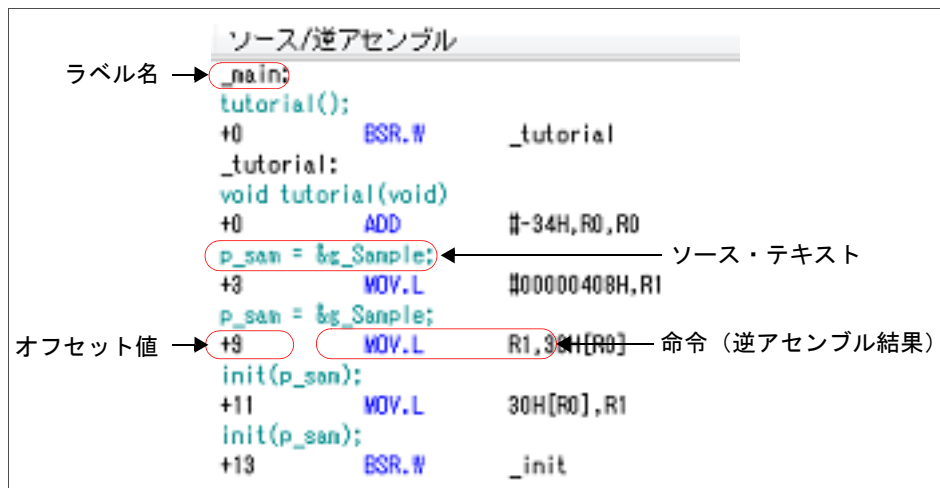 ソース/逆アセンブル
ラベル名
_main:
tutorial();
+0 BSR.W _tutorial
_tutorial:
void tutorial(void)
+0 ADD #-34H,R0,R0
p_sam = &g_Sample;
ソース・テキスト
+3 MOV.L #00000408H,R1
p_sam = &g_Sample;
オフセット値
+9 MOV.L R1,30H[R0]
命令（逆アセンブル結果）
init(p_sam);
+11 MOV.L 30H[R0],R1
init(p_sam);
+13 BSR.W _init